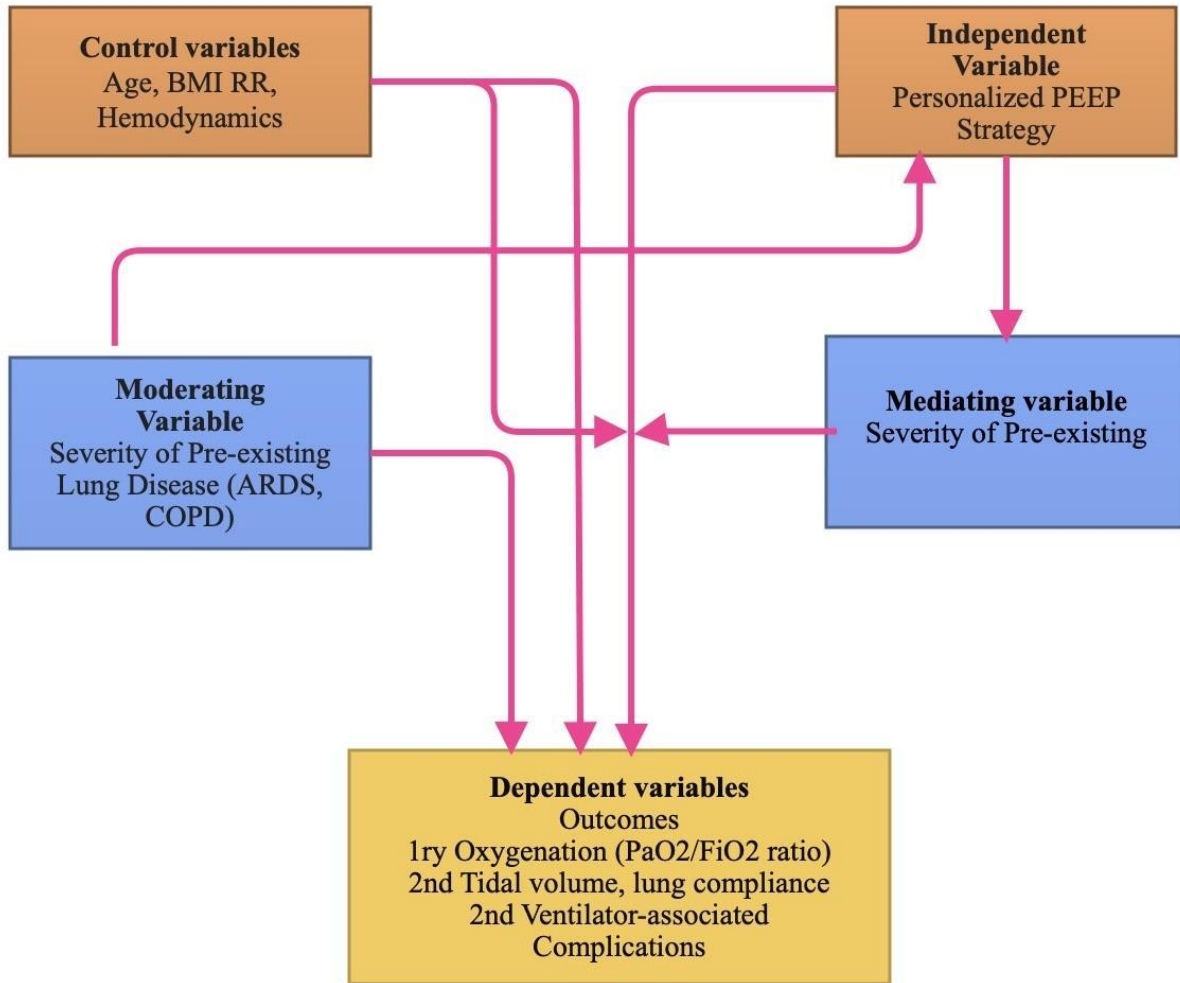 Control variables
Age, BMI RR,
Hemodynamics
Independent
Variable
Personalized PEEP
Strategy
Moderating
Variable
Severity of Pre-existing
Lung Disease (ARDS,
COPD)
Mediating variable
Severity of Pre-existing
Dependent variables
Outcomes
1ry Oxygenation (PaO2/FiO2 ratio)
2nd Tidal volume, lung compliance
2nd Ventilator-associated
Complications